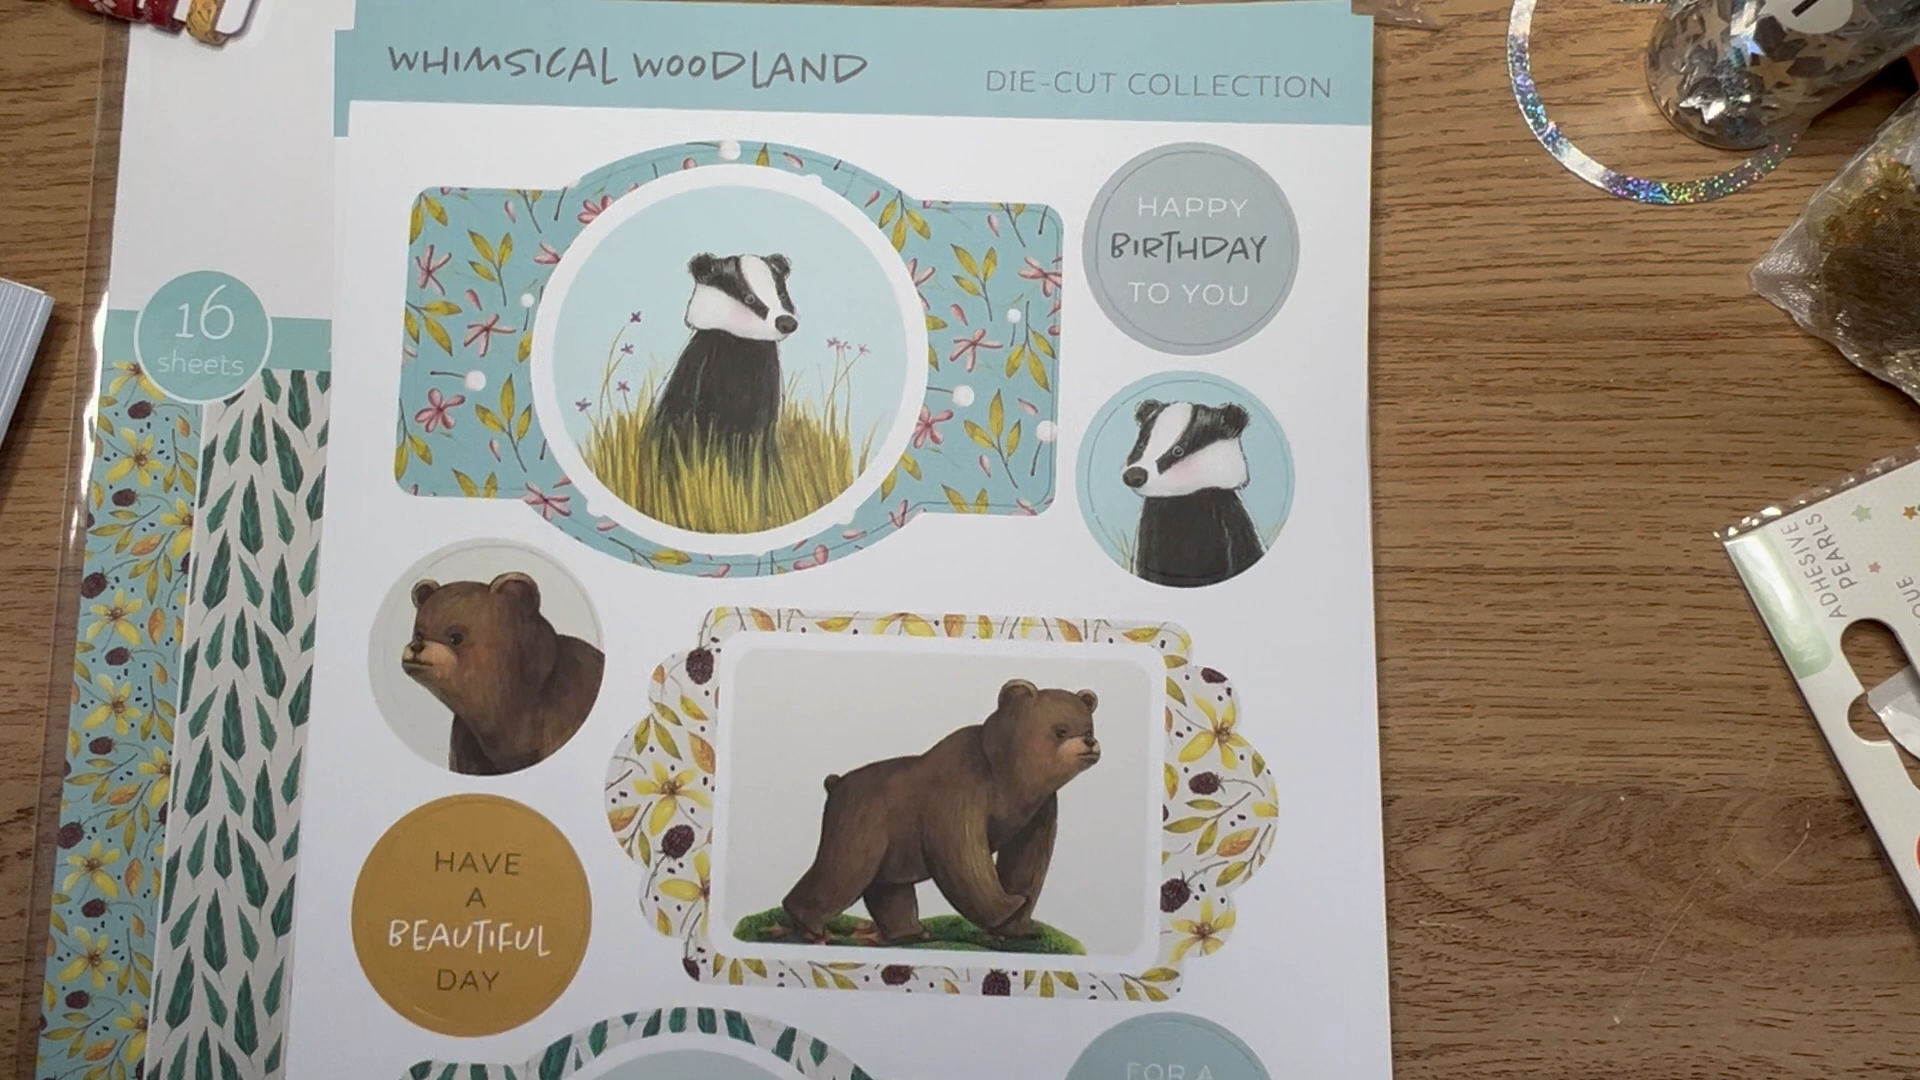 WHIMSICAL WOODLAND
DIE-CUT COLLECTION
HAPPY
BIRTHDAY
TO YOU
16
sheets
HAVE
A
BEAUTIFUL
DAY
FOR A
ADHESIVE
PEARLS